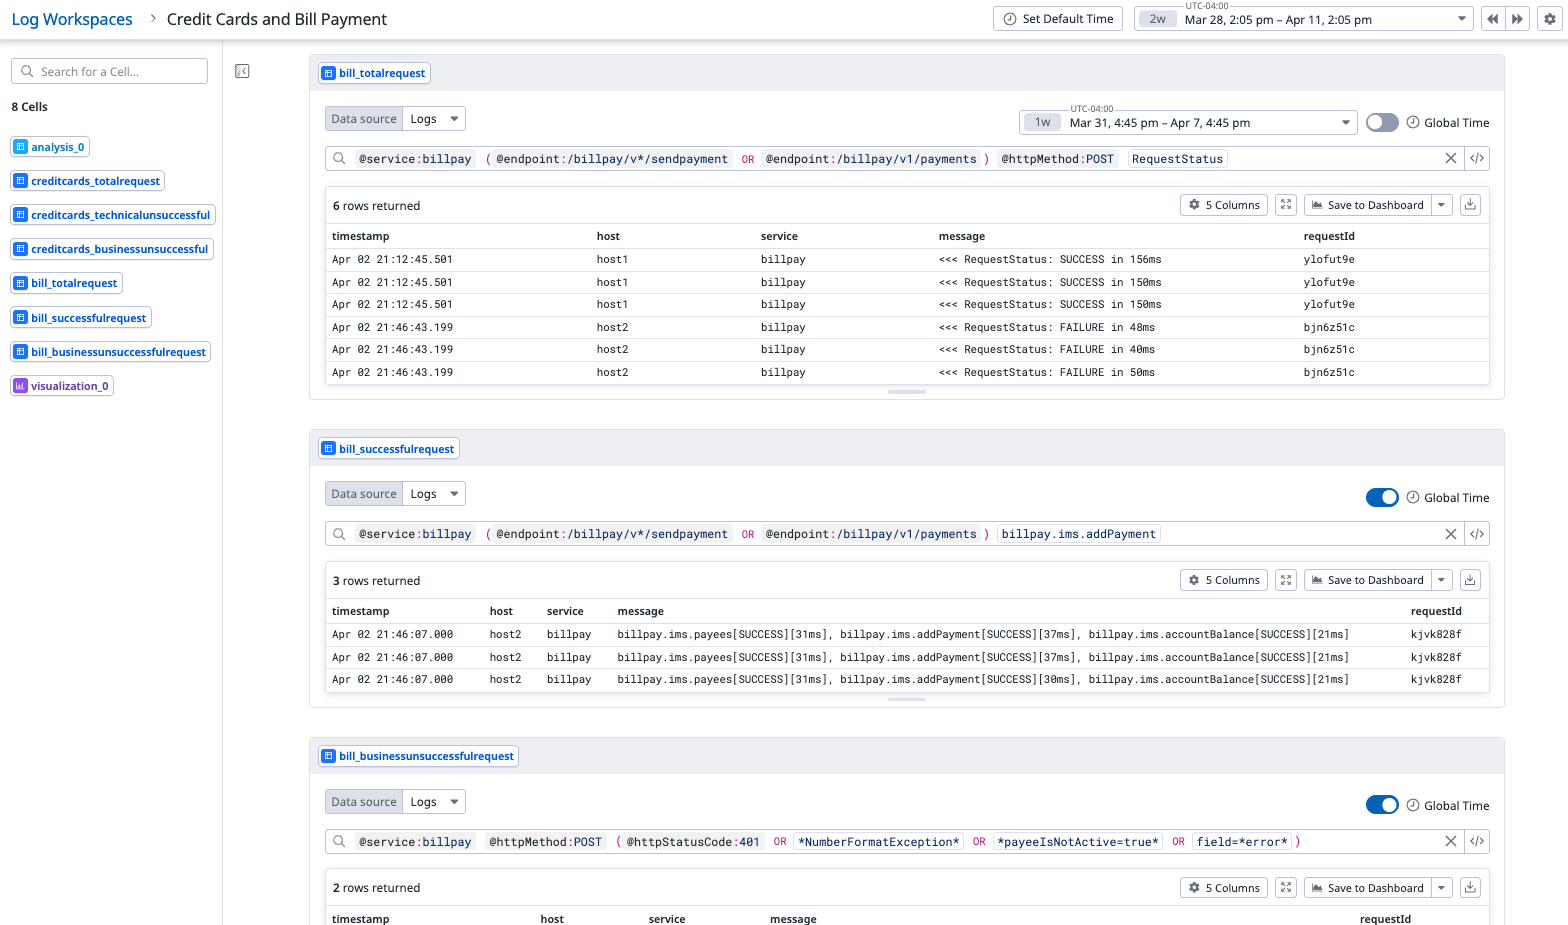 Log Workspaces > Credit Cards and Bill Payment
Set Default Time
UTC-04:00
2w Mar 28, 2:05 pm – Apr 11, 2:05 pm
Search for a Cell...
8 Cells
analysis_0
creditcards_totalrequest
creditcards_technicalunsuccessful
creditcards_businessunsuccessful
bill_totalrequest
bill_successfulrequest
bill_businessunsuccessfulrequest
visualization_0
bill_totalrequest
Data source Logs
UTC-04:00
1w Mar 31, 4:45 pm – Apr 7, 4:45 pm
Global Time
@service:billpay (@endpoint:/billpay/v*/sendpayment OR @endpoint:/billpay/v1/payments ) @httpMethod:POST RequestStatus
</>
6 rows returned
5 Columns
Save to Dashboard
timestamp host service message requestId
Apr 02 21:12:45.501 host1 billpay <<< RequestStatus: SUCCESS in 156ms ylofut9e
Apr 02 21:12:45.501 host1 billpay <<< RequestStatus: SUCCESS in 150ms ylofut9e
Apr 02 21:12:45.501 host1 billpay <<< RequestStatus: SUCCESS in 150ms ylofut9e
Apr 02 21:46:43.199 host2 billpay <<< RequestStatus: FAILURE in 48ms bjn6z51c
Apr 02 21:46:43.199 host2 billpay <<< RequestStatus: FAILURE in 40ms bjn6z51c
Apr 02 21:46:43.199 host2 billpay <<< RequestStatus: FAILURE in 50ms bjn6z51c
bill_successfulrequest
Data source Logs
Global Time
@service:billpay (@endpoint:/billpay/v*/sendpayment OR @endpoint:/billpay/v1/payments ) billpay.ims.addPayment
</>
3 rows returned
5 Columns
Save to Dashboard
timestamp host service message requestId
Apr 02 21:46:07.000 host2 billpay billpay.ims.payees[SUCCESS][31ms], billpay.ims.addPayment[SUCCESS][37ms], billpay.ims.accountBalance[SUCCESS][21ms] kjvk828f
Apr 02 21:46:07.000 host2 billpay billpay.ims.payees[SUCCESS][31ms], billpay.ims.addPayment[SUCCESS][37ms], billpay.ims.accountBalance[SUCCESS][21ms] kjvk828f
Apr 02 21:46:07.000 host2 billpay billpay.ims.payees[SUCCESS][31ms], billpay.ims.addPayment[SUCCESS][30ms], billpay.ims.accountBalance[SUCCESS][21ms] kjvk828f
bill_businessunsuccessfulrequest
Data source Logs
Global Time
@service:billpay @httpMethod:POST (@httpStatusCode:401 OR *NumberFormatException* OR *payeeIsNotActive=true* OR field=*error* )
</>
2 rows returned
5 Columns
Save to Dashboard
timestamp host service message requestId